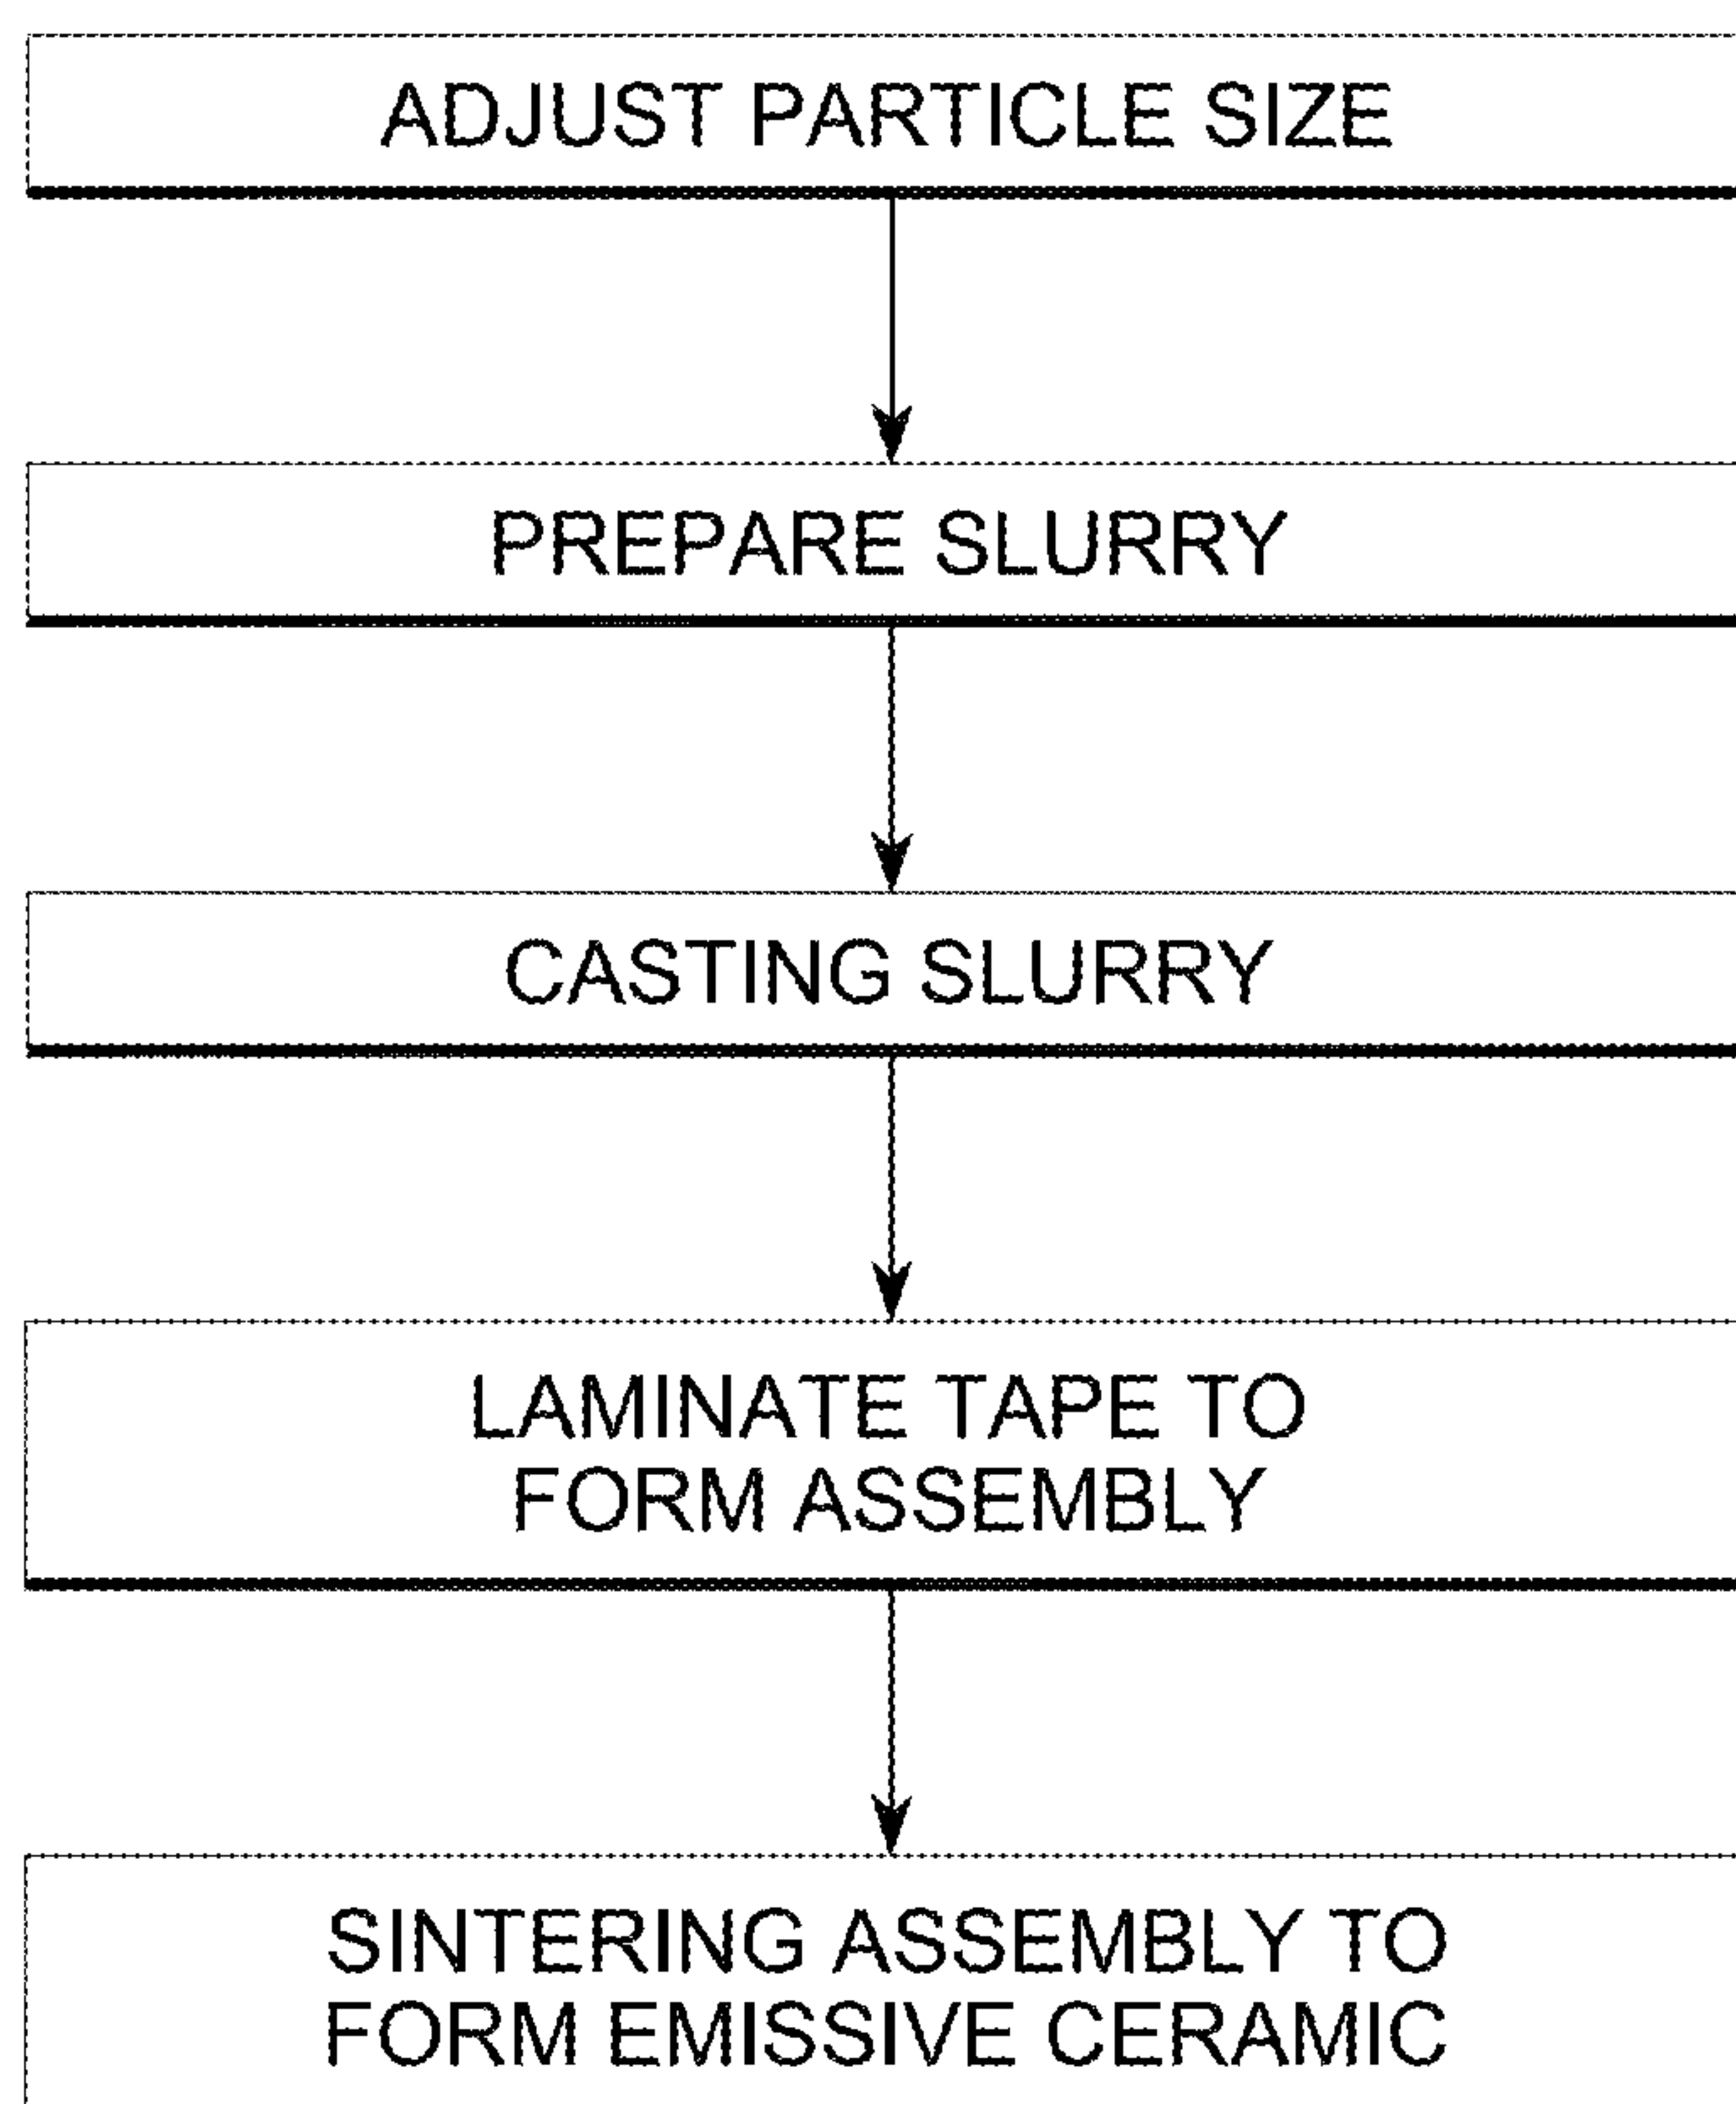 ADJUST PARTICLE SIZE
PREPARE SLURRY
CASTING SLURRY
LAMINATE TAPE TO
FORM ASSEMBLY
SINTERING ASSEMBLY TO
FORM EMISSIVE CERAMIC